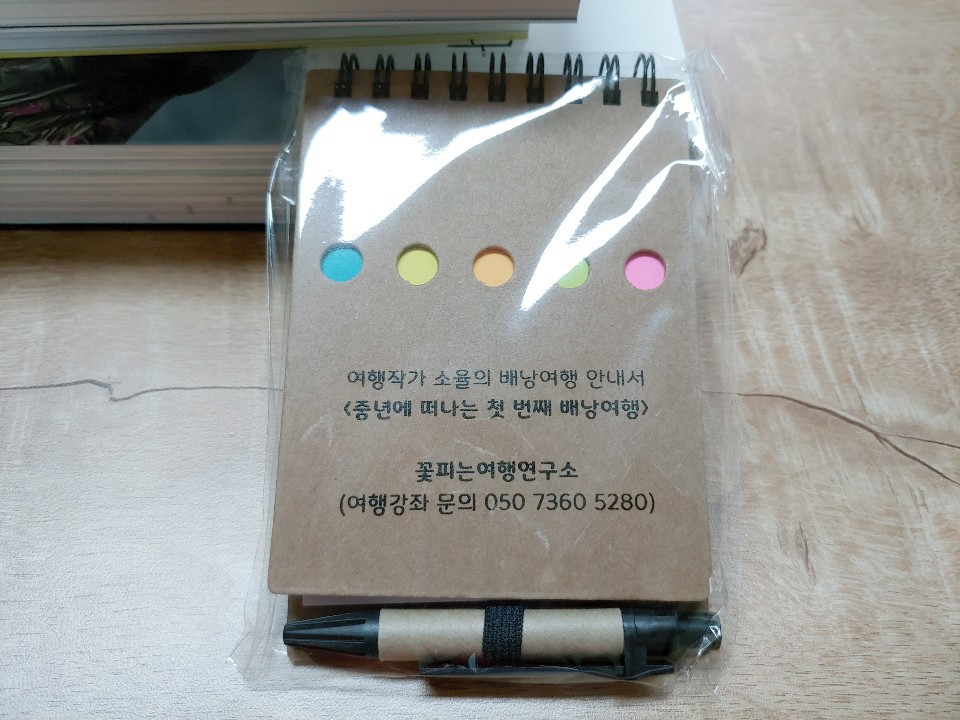 여행작가 소율의 배낭여행 안내서
<중년에 떠나는 첫 번째 배낭여행>
꽃피는여행연구소
(여행강좌 문의 050 7360 5280)